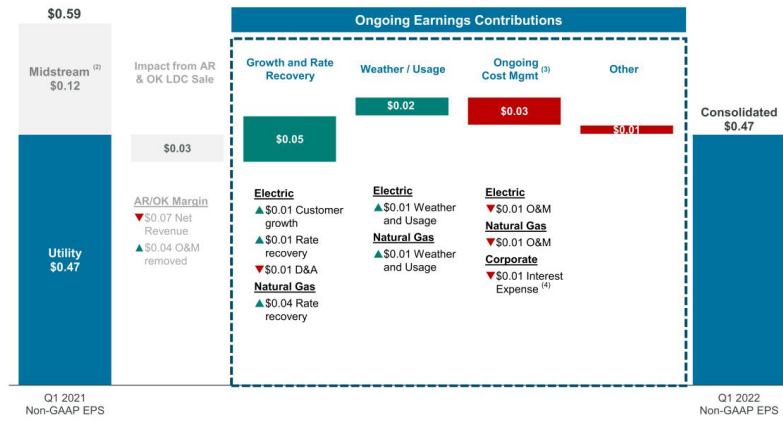 $0.59
Ongoing Earnings Contributions
Midstream (2)
$0.12
Impact from AR
& OK LDC Sale
Growth and Rate
Recovery
Weather / Usage
Ongoing
Cost Mgmt (3)
Other
$0.03
$0.05
$0.02
$0.03
$0.01
Consolidated
$0.47
Utility
$0.47
AR/OK Margin
▼$0.07 Net
Revenue
▲$0.04 O&M
removed
Electric
▲$0.01 Customer
growth
▲$0.01 Rate
recovery
▼$0.01 D&A
Natural Gas
▲$0.04 Rate
recovery
Electric
▲$0.01 Weather
and Usage
Natural Gas
▲$0.01 Weather
and Usage
Electric
▼$0.01 O&M
Natural Gas
▼$0.01 O&M
Corporate
▼$0.01 Interest
Expense (4)
Q1 2021
Non-GAAP EPS
Q1 2022
Non-GAAP EPS